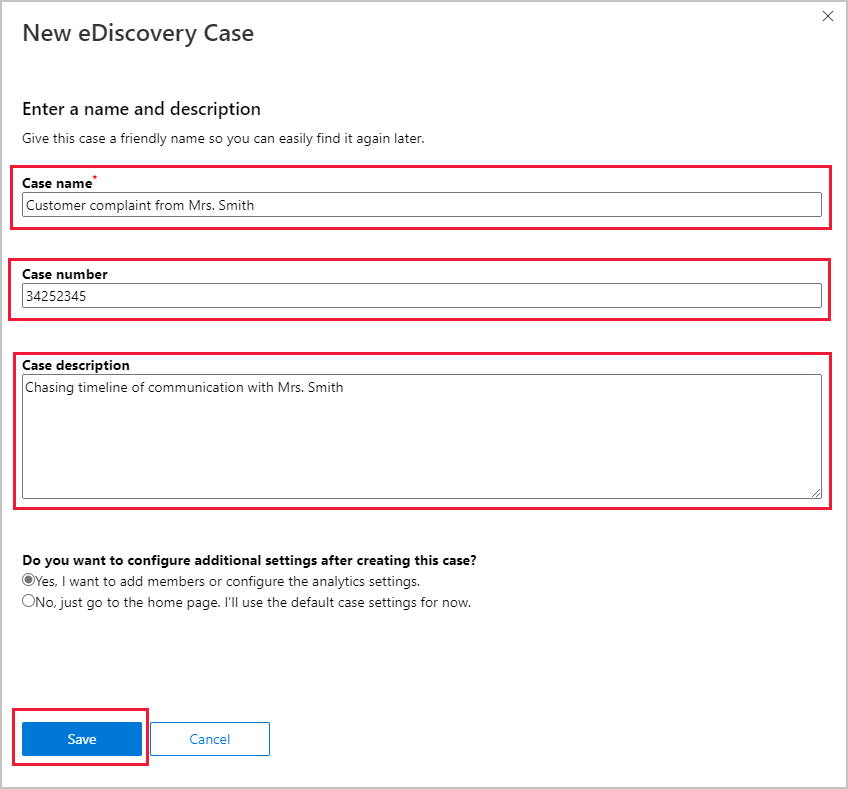 New eDiscovery Case
Enter a name and description
Give this case a friendly name so you can easily find it again later.
Case name*
Customer complaint from Mrs. Smith
Case number
34252345
Case description
Chasing timeline of communication with Mrs. Smith
Do you want to configure additional settings after creating this case?
Yes, I want to add members or configure the analytics settings.
No, just go to the home page. I'll use the default case settings for now.
Save Cancel